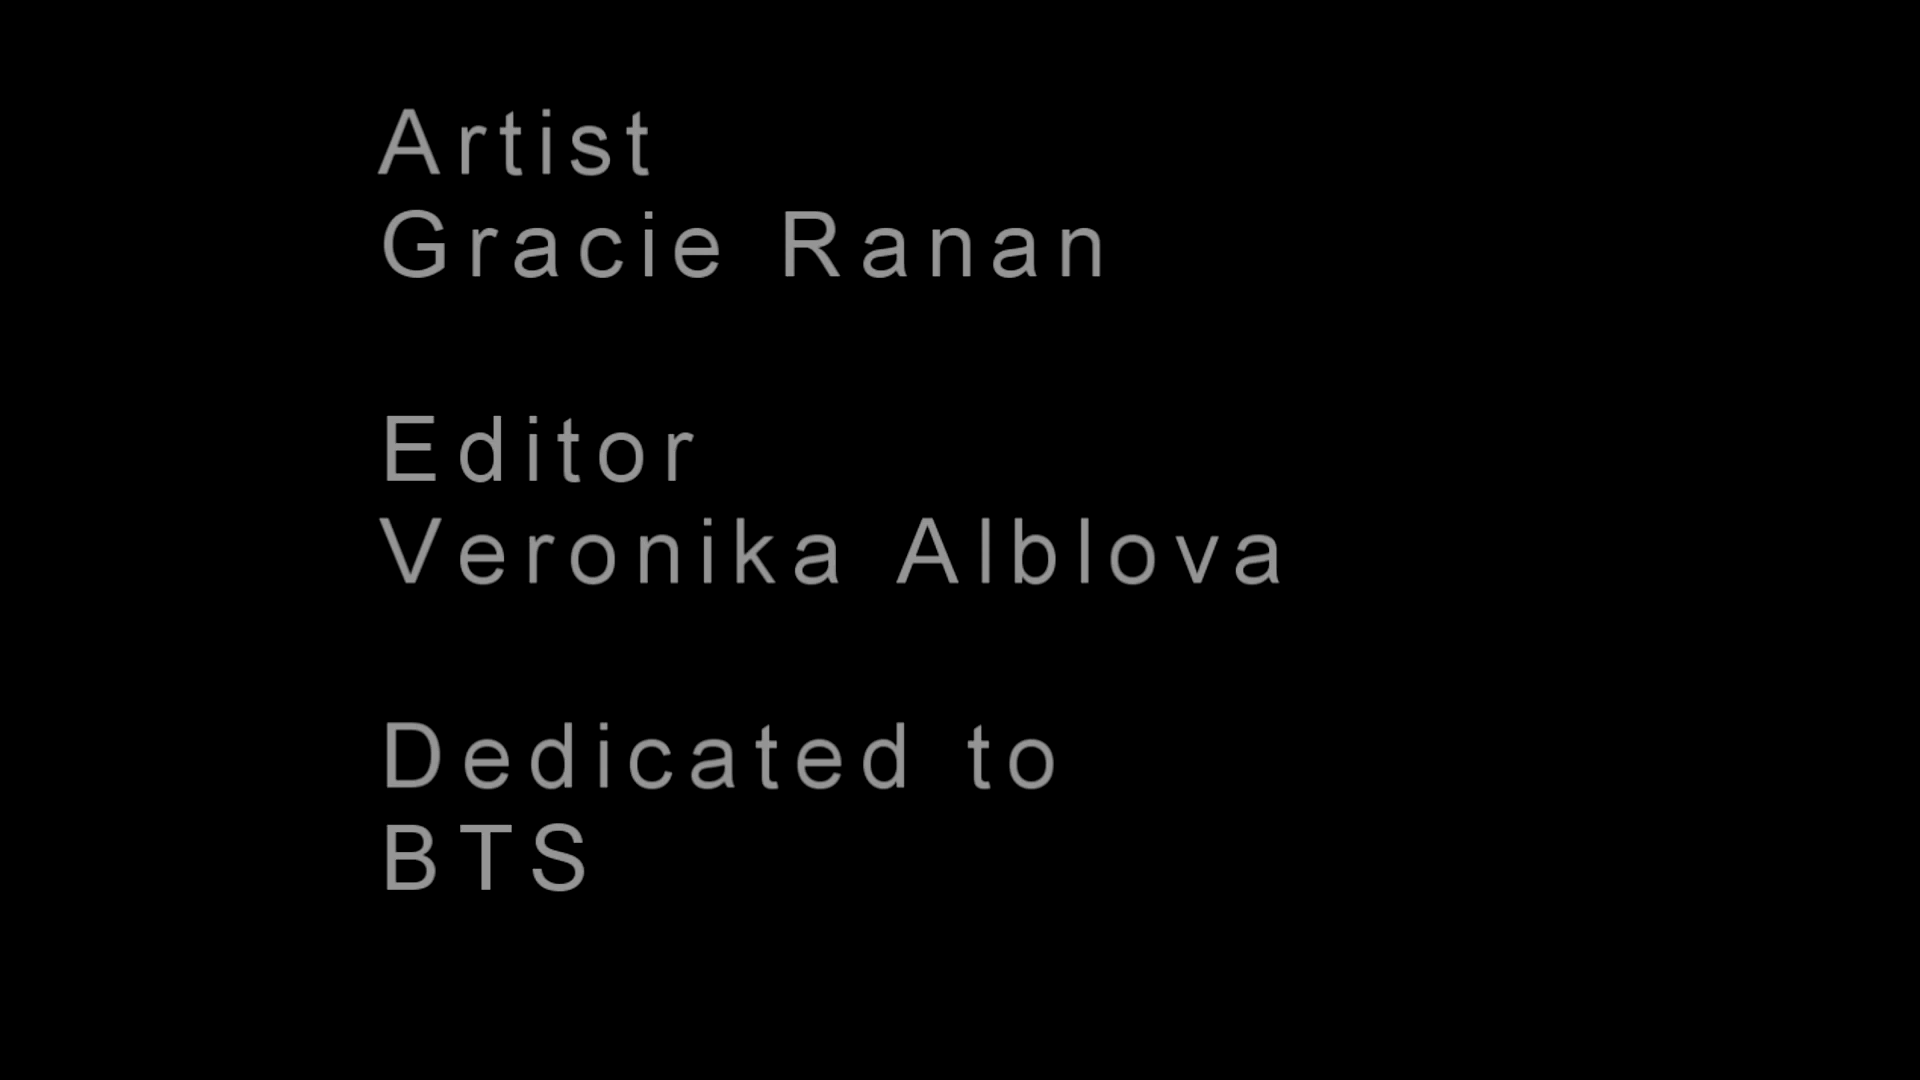 Artist
Gracie Ranan
Editor
Veronika Alblova
Dedicated to
BTS